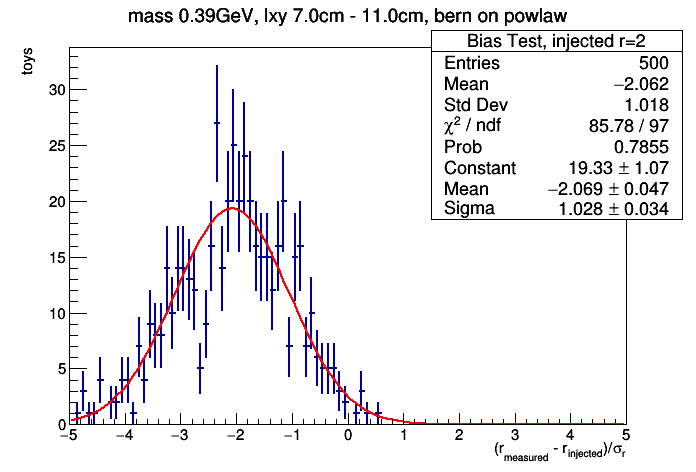 mass 0.39GeV, lxy 7.0cm - 11.0cm, bern on powlaw
toys
Bias Test, injected r=2
Entries 500
Mean −2.062
Std Dev 1.018
χ² / ndf 85.78 / 97
Prob 0.7855
Constant 19.33 ± 1.07
Mean −2.069 ± 0.047
Sigma 1.028 ± 0.034
30
25
20
15
10
5
0
−5 −4 −3 −2 −1 0 1 2 3 4 5
(r_measured - r_injected)/σ_r